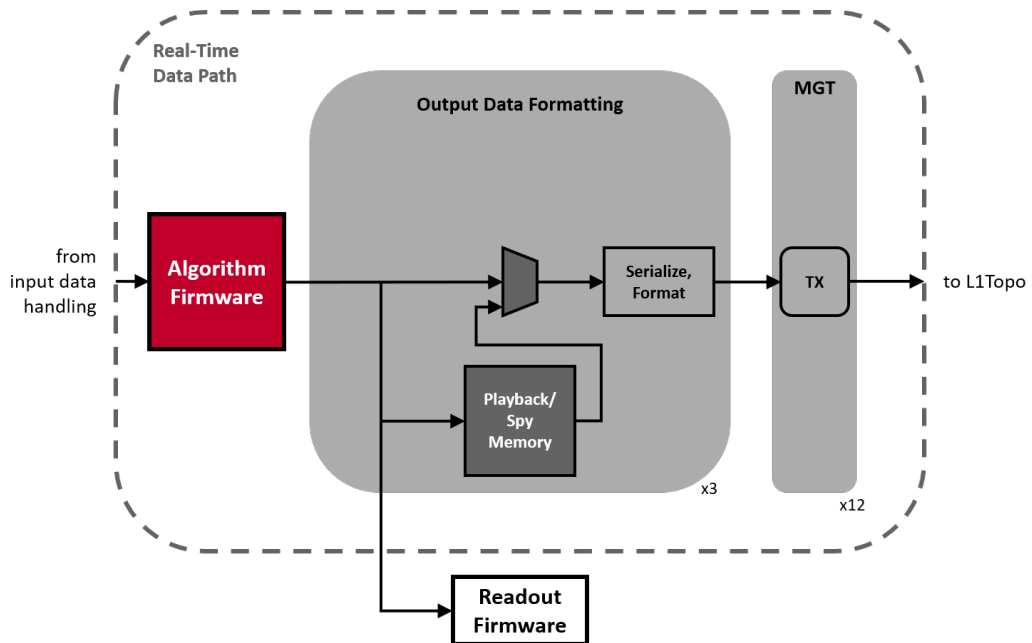 Real-Time
Data Path
Output Data Formatting
MGT
from
input data
handling
Algorithm
Firmware
Serialize,
Format
TX
to L1Topo
Playback/
Spy
Memory
x3
x12
Readout
Firmware